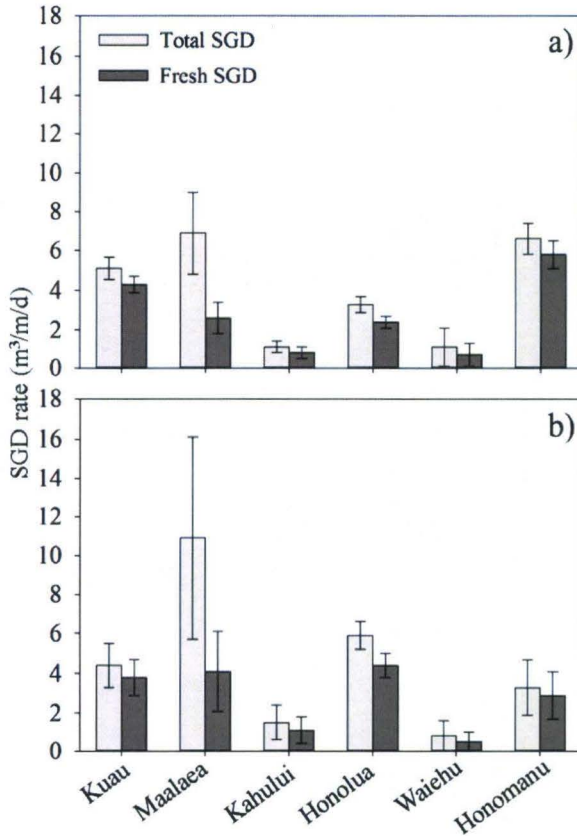 18
16
14
12
10
8
6
4
2
0
Total SGD
Fresh SGD
a)
SGD rate (m³/m/d)
18
16
14
12
10
8
6
4
2
0
b)
Kuau
Maalaea
Kahului
Honolua
Waiehu
Honomanu